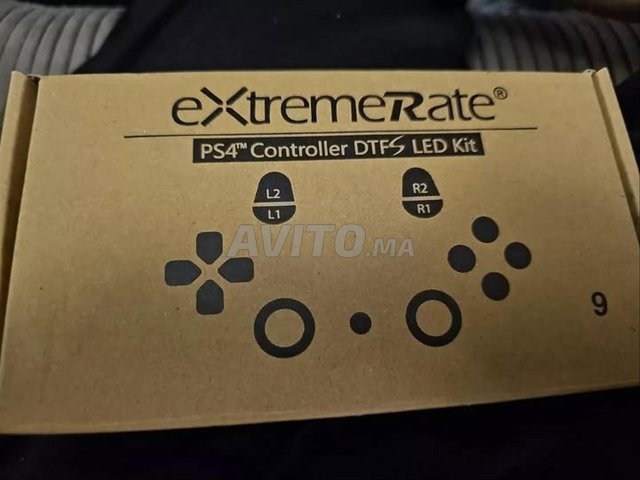 eXtremeRate®
PS4™ Controller DTFS LED Kit
L2
L1
R2
R1
AVITO.MA
9